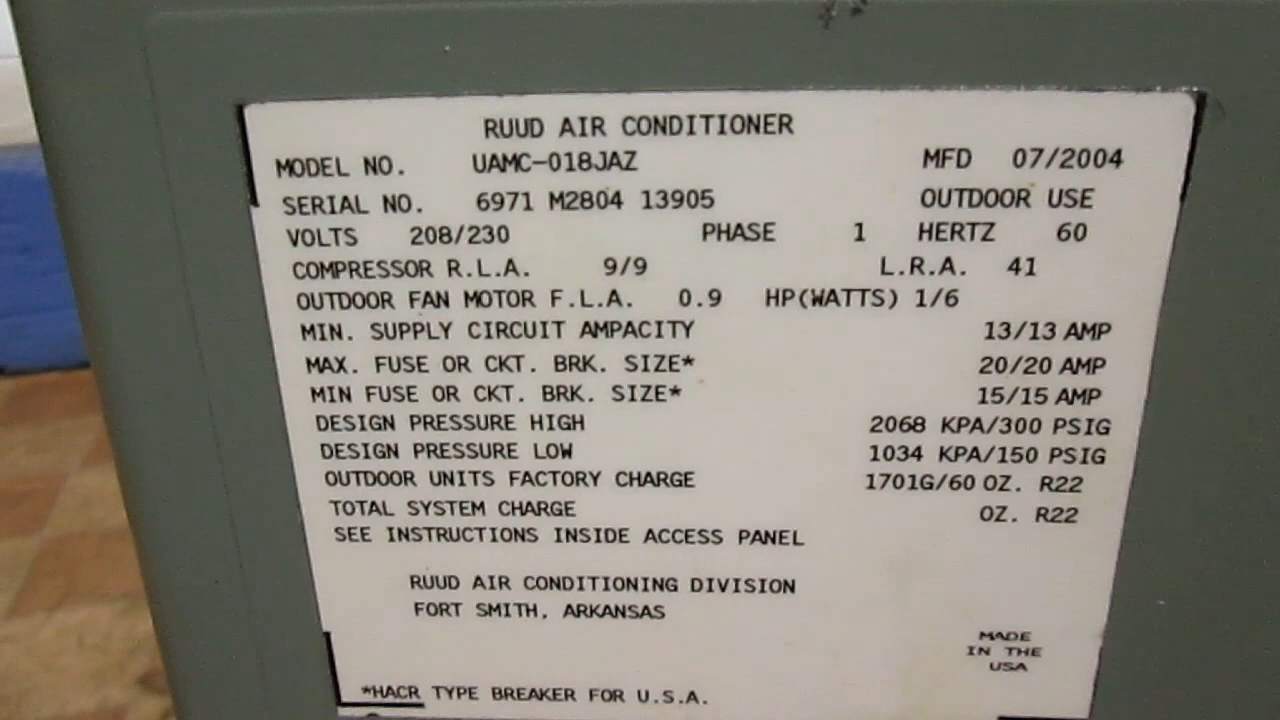 RUUD AIR CONDITIONER
MODEL NO. UAMC-018JAZ MFD 07/2004
SERIAL NO. 6971 M2804 13905 OUTDOOR USE
VOLTS 208/230 PHASE 1 HERTZ 60
COMPRESSOR R.L.A. 9/9 L.R.A. 41
OUTDOOR FAN MOTOR F.L.A. 0.9 HP(WATTS) 1/6
MIN. SUPPLY CIRCUIT AMPACITY 13/13 AMP
MAX. FUSE OR CKT. BRK. SIZE* 20/20 AMP
MIN FUSE OR CKT. BRK. SIZE* 15/15 AMP
DESIGN PRESSURE HIGH 2068 KPA/300 PSIG
DESIGN PRESSURE LOW 1034 KPA/150 PSIG
OUTDOOR UNITS FACTORY CHARGE 1701G/60 OZ. R22
TOTAL SYSTEM CHARGE OZ. R22
SEE INSTRUCTIONS INSIDE ACCESS PANEL
RUUD AIR CONDITIONING DIVISION
FORT SMITH, ARKANSAS
MADE
IN THE
USA
*HACR TYPE BREAKER FOR U.S.A.